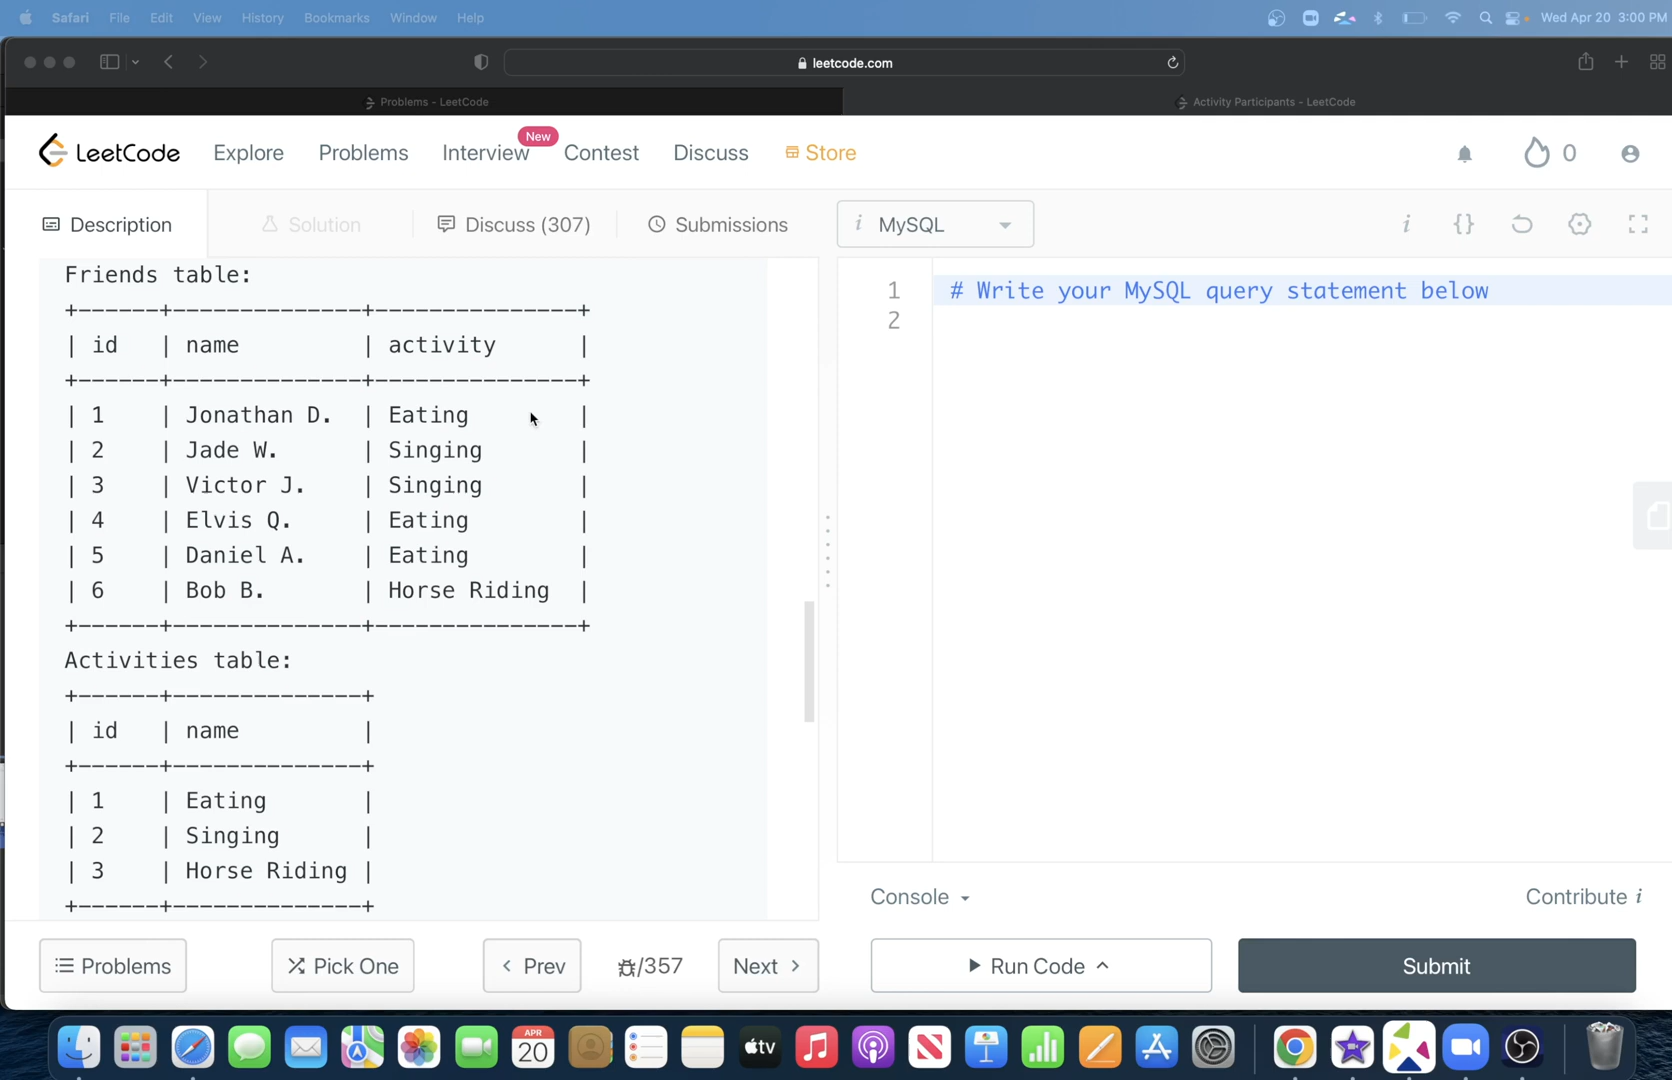 Safari File Edit View History Bookmarks Window Help Wed Apr 20 3:00 PM
leetcode.com
Problems - LeetCode Activity Participants - LeetCode
LeetCode Explore Problems Interview New Contest Discuss Store 0
Description Solution Discuss (307) Submissions i MySQL i {}
Friends table:
+------+--------------+---------------+
| id   | name         | activity      |
+------+--------------+---------------+
| 1    | Jonathan D.  | Eating        |
| 2    | Jade W.      | Singing       |
| 3    | Victor J.    | Singing       |
| 4    | Elvis Q.     | Eating        |
| 5    | Daniel A.    | Eating        |
| 6    | Bob B.       | Horse Riding  |
+------+--------------+---------------+
Activities table:
+------+--------------+
| id   | name         |
+------+--------------+
| 1    | Eating       |
| 2    | Singing      |
| 3    | Horse Riding |
+------+--------------+
1 # Write your MySQL query statement below
2
Console Contribute i
Problems Pick One < Prev /357 Next > Run Code Submit
APR
20
tv